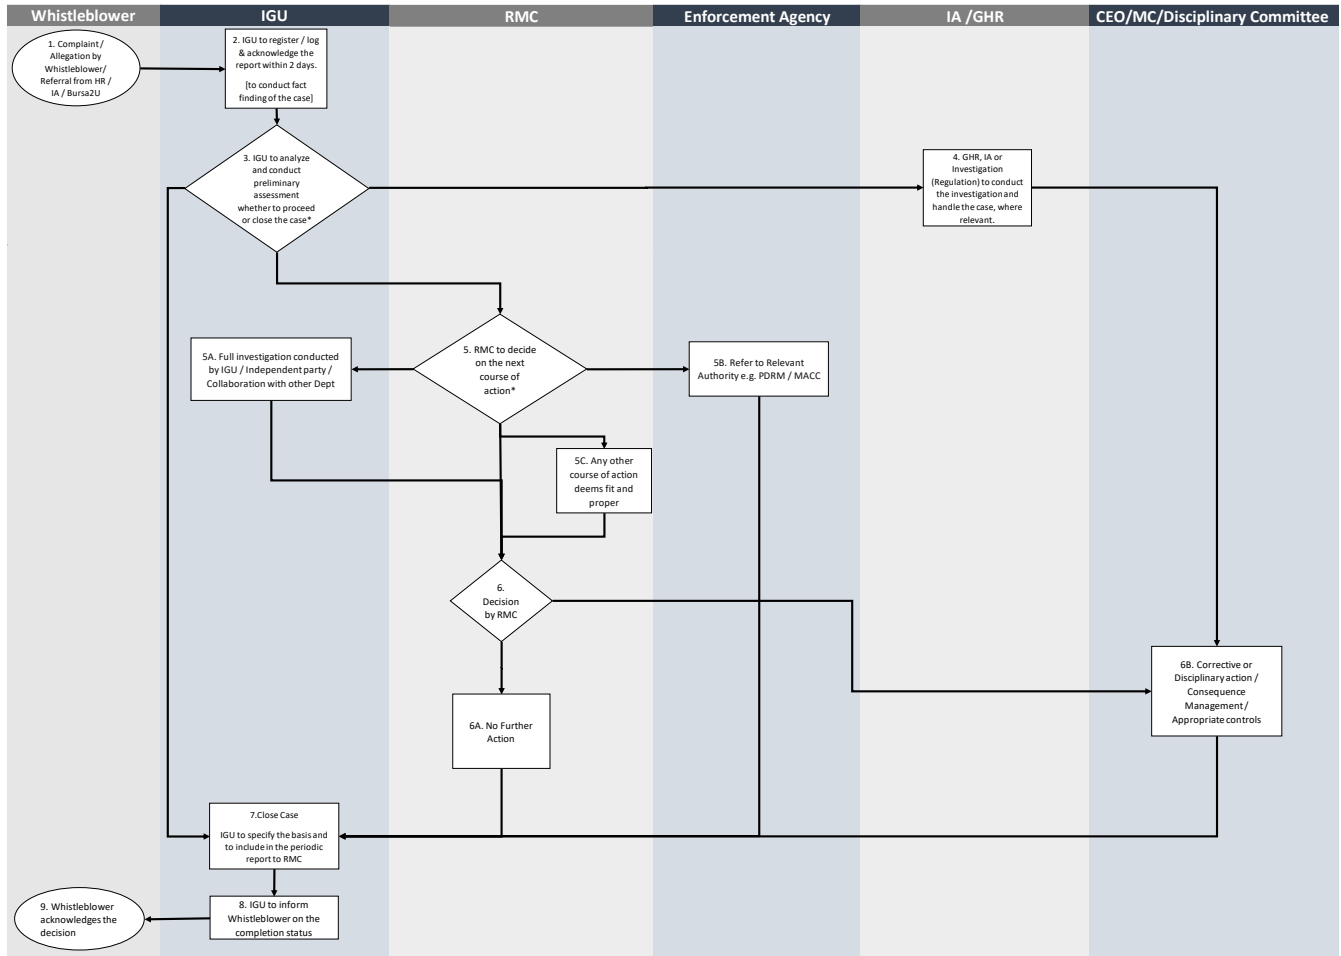 Whistleblower
IGU
RMC
Enforcement Agency
IA /GHR
CEO/MC/Disciplinary Committee
1. Complaint/
Allegation by
Whistleblower/
Referral from HR /
IA / Bursa2U
2. IGU to register / log
& acknowledge the
report within 2 days.
[to conduct fact
finding of the case]
3. IGU to analyze
and conduct
preliminary
assessment
whether to proceed
or close the case*
4. GHR, IA or
Investigation
(Regulation) to conduct
the investigation and
handle the case, where
relevant.
5A. Full investigation conducted
by IGU / Independent party /
Collaboration with other Dept
5. RMC to decide
on the next
course of
action*
5B. Refer to Relevant
Authority e.g. PDRM / MACC
5C. Any other
course of action
deems fit and
proper
6.
Decision
by RMC
6B. Corrective or
Disciplinary action /
Consequence
Management /
Appropriate controls
6A. No Further
Action
7.Close Case
IGU to specify the basis and
to include in the periodic
report to RMC
8. IGU to inform
Whistleblower on the
completion status
9. Whistleblower
acknowledges the
decision